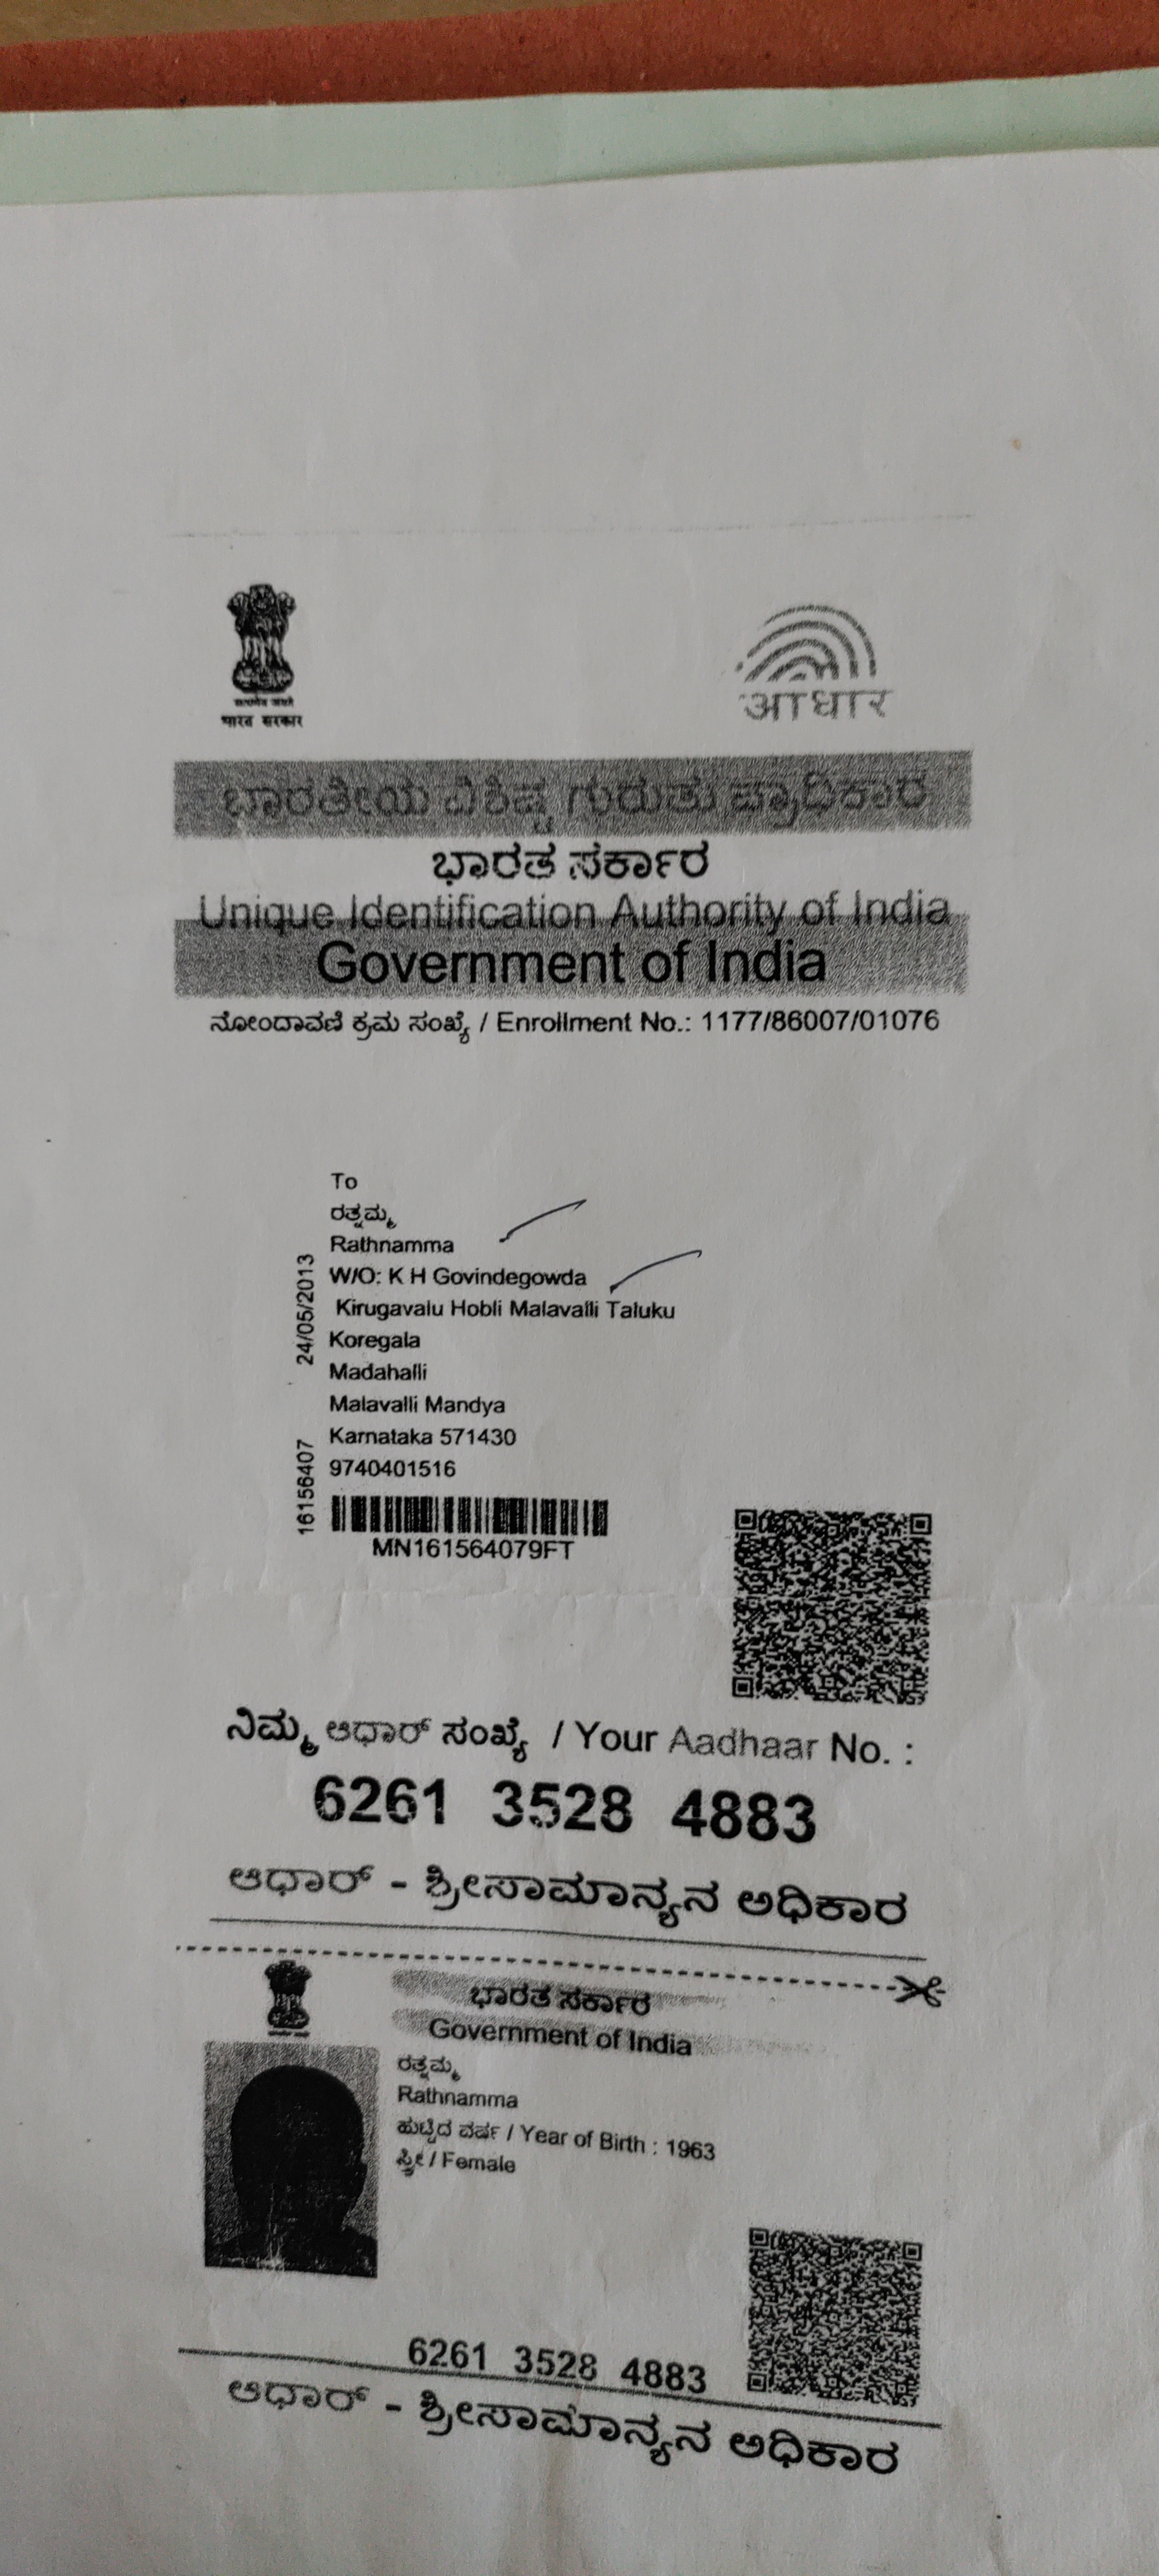 भारत सरकार
आधार
ಭಾರತೀಯ ವಿಶಿಷ್ಟ ಗುರುತು ಪ್ರಾಧಿಕಾರ
ಭಾರತ ಸರ್ಕಾರ
Unique Identification Authority of India
Government of India
ನೋಂದಾವಣಿ ಕ್ರಮ ಸಂಖ್ಯೆ / Enrollment No.: 1177/86007/01076
To
ರತ್ನಮ್ಮ
Rathnamma
W/O: K H Govindegowda
Kirugavalu Hobli Malavalli Taluku
Koregala
Madahalli
Malavalli Mandya
Karnataka 571430
9740401516
24/05/2013
16156407
MN161564079FT
ನಿಮ್ಮ ಆಧಾರ್ ಸಂಖ್ಯೆ / Your Aadhaar No. :
6261 3528 4883
ಆಧಾರ್ - ಶ್ರೀಸಾಮಾನ್ಯನ ಅಧಿಕಾರ
ಭಾರತ ಸರ್ಕಾರ
Government of India
ರತ್ನಮ್ಮ
Rathnamma
ಹುಟ್ಟಿದ ವರ್ಷ / Year of Birth : 1963
ಸ್ತ್ರೀ / Female
6261 3528 4883
ಆಧಾರ್ - ಶ್ರೀಸಾಮಾನ್ಯನ ಅಧಿಕಾರ